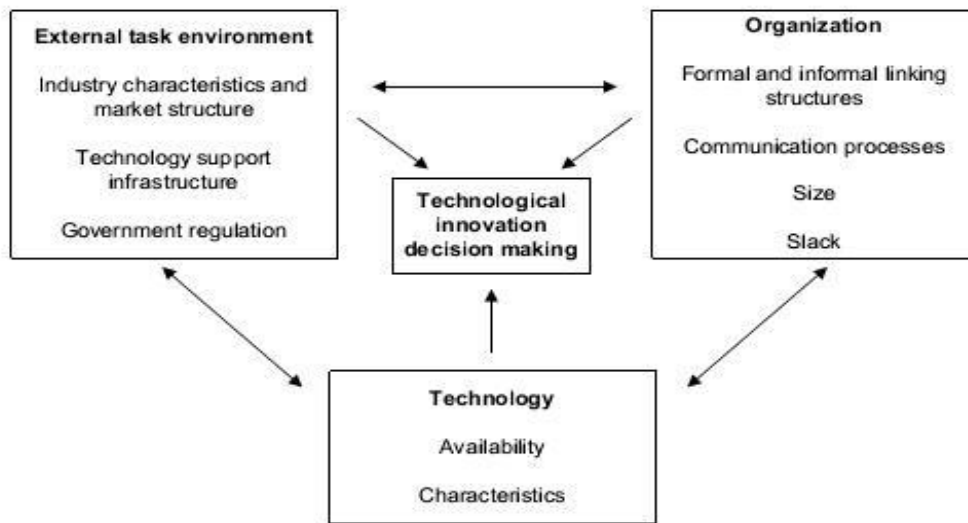 External task environment
Industry characteristics and
market structure
Technology support
infrastructure
Government regulation
Organization
Formal and informal linking
structures
Communication processes
Size
Slack
Technological
innovation
decision making
Technology
Availability
Characteristics